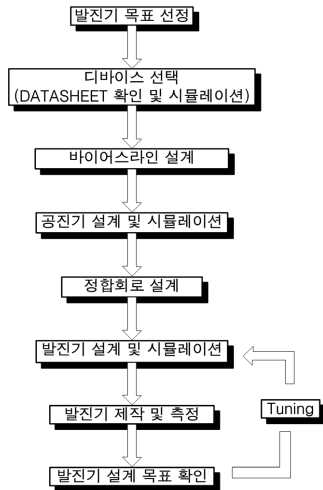 발진기 목표 선정
디바이스 선택
(DATASHEET 확인 및 시뮬레이션)
바이어스라인 설계
공진기 설계 및 시뮬레이션
정합회로 설계
발진기 설계 및 시뮬레이션
발진기 제작 및 측정
Tuning
발진기 설계 목표 확인